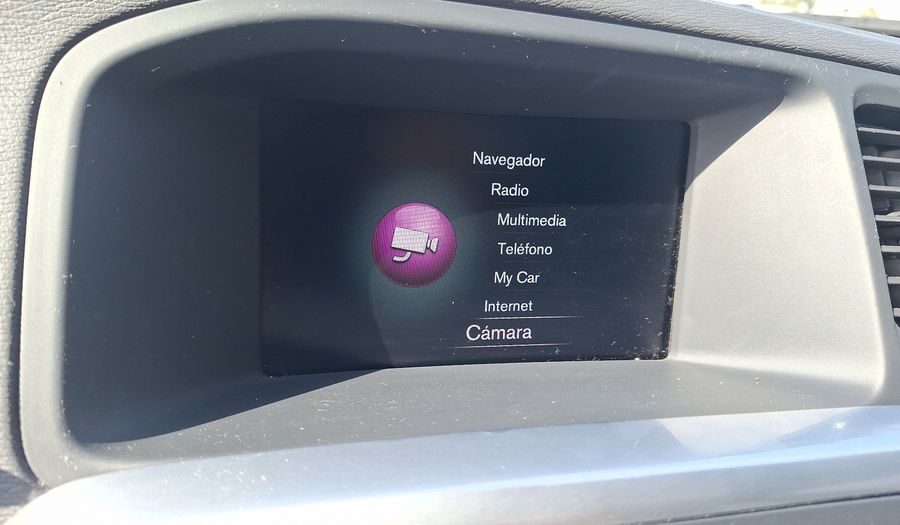 Navegador
Radio
Multimedia
Teléfono
My Car
Internet
Cámara